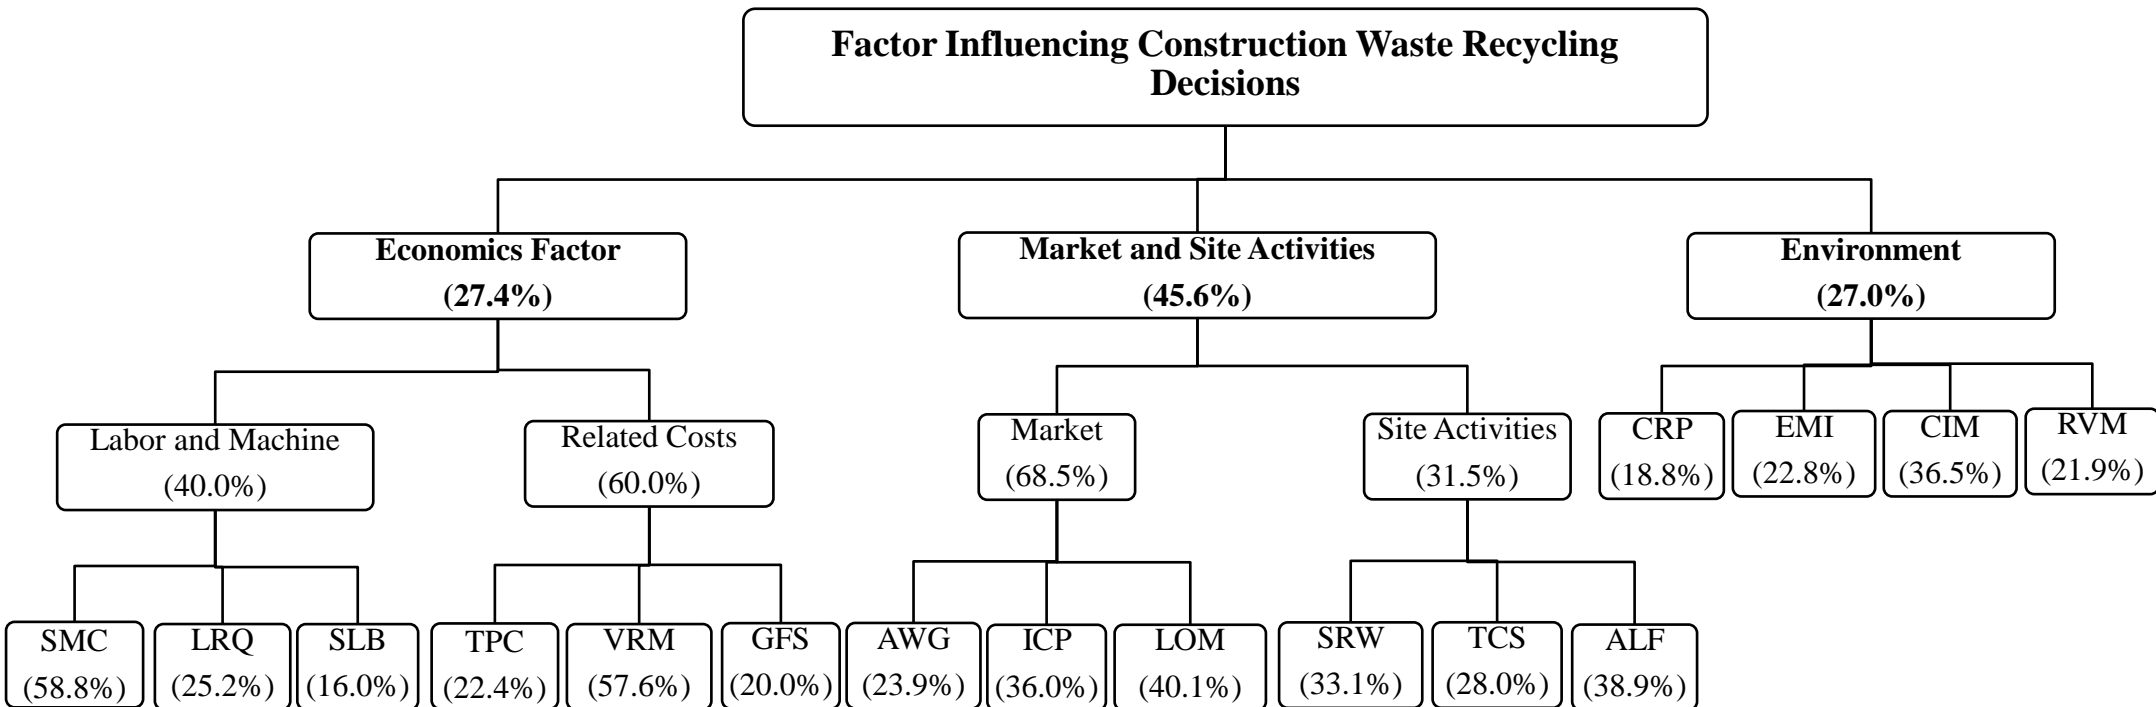 Factor Influencing Construction Waste Recycling
Decisions
Economics Factor
(27.4%)
Market and Site Activities
(45.6%)
Environment
(27.0%)
Labor and Machine
(40.0%)
Related Costs
(60.0%)
Market
(68.5%)
Site Activities
(31.5%)
CRP
(18.8%)
EMI
(22.8%)
CIM
(36.5%)
RVM
(21.9%)
SMC
(58.8%)
LRQ
(25.2%)
SLB
(16.0%)
TPC
(22.4%)
VRM
(57.6%)
GFS
(20.0%)
AWG
(23.9%)
ICP
(36.0%)
LOM
(40.1%)
SRW
(33.1%)
TCS
(28.0%)
ALF
(38.9%)